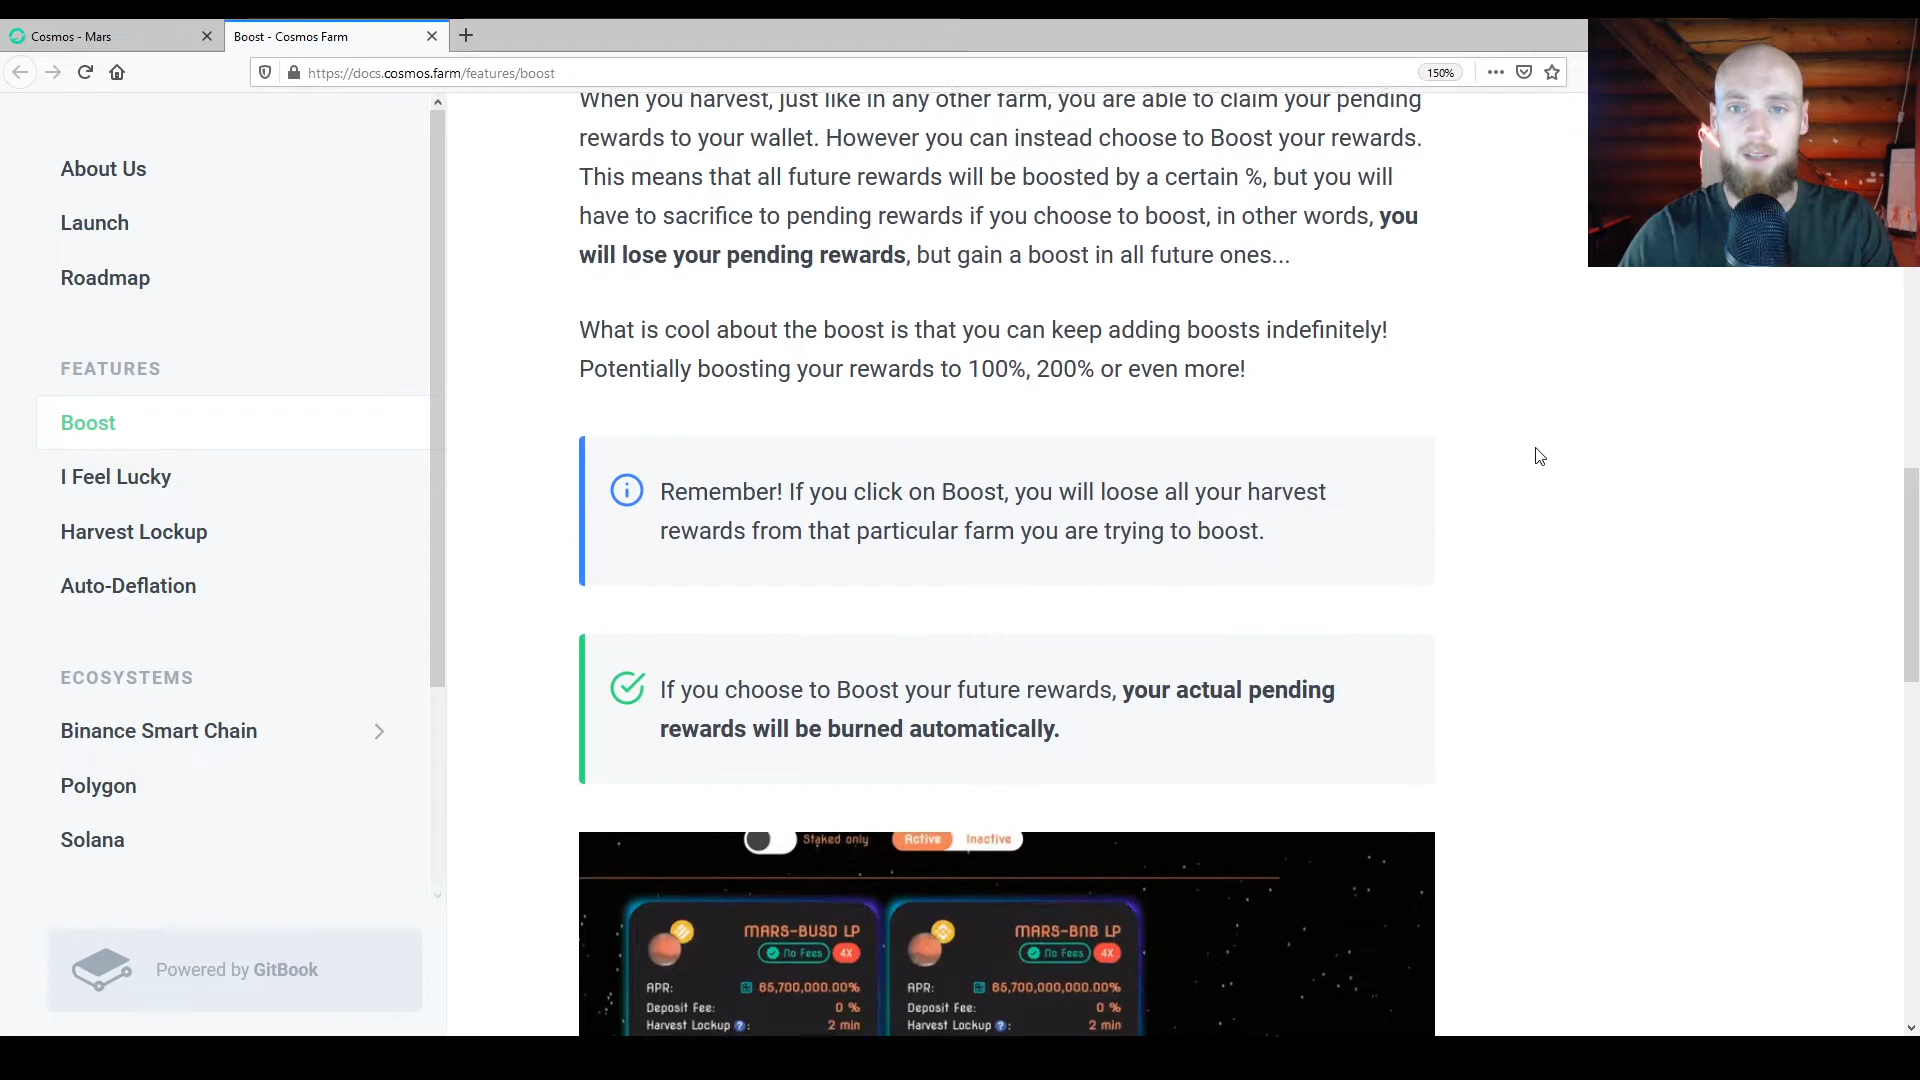 Cosmos - Mars
Boost - Cosmos Farm
https://docs.cosmos.farm/features/boost
150%
About Us
Launch
Roadmap
FEATURES
Boost
I Feel Lucky
Harvest Lockup
Auto-Deflation
ECOSYSTEMS
Binance Smart Chain
Polygon
Solana
Powered by GitBook
When you harvest, just like in any other farm, you are able to claim your pending
rewards to your wallet. However you can instead choose to Boost your rewards.
This means that all future rewards will be boosted by a certain %, but you will
have to sacrifice to pending rewards if you choose to boost, in other words, you
will lose your pending rewards, but gain a boost in all future ones...
What is cool about the boost is that you can keep adding boosts indefinitely!
Potentially boosting your rewards to 100%, 200% or even more!
Remember! If you click on Boost, you will loose all your harvest
rewards from that particular farm you are trying to boost.
If you choose to Boost your future rewards, your actual pending
rewards will be burned automatically.
Staked only Active Inactive
MARS-BUSD LP
No Fees 4X
APR: 65,700,000.00%
Deposit Fee: 0 %
Harvest Lockup ?: 2 min
MARS-BNB LP
No Fees 4X
APR: 65,700,000,000.00%
Deposit Fee: 0 %
Harvest Lockup ?: 2 min